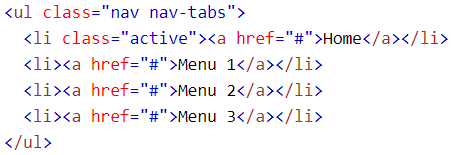 <ul class="nav nav-tabs">
  <li class="active"><a href="#">Home</a></li>
  <li><a href="#">Menu 1</a></li>
  <li><a href="#">Menu 2</a></li>
  <li><a href="#">Menu 3</a></li>
</ul>